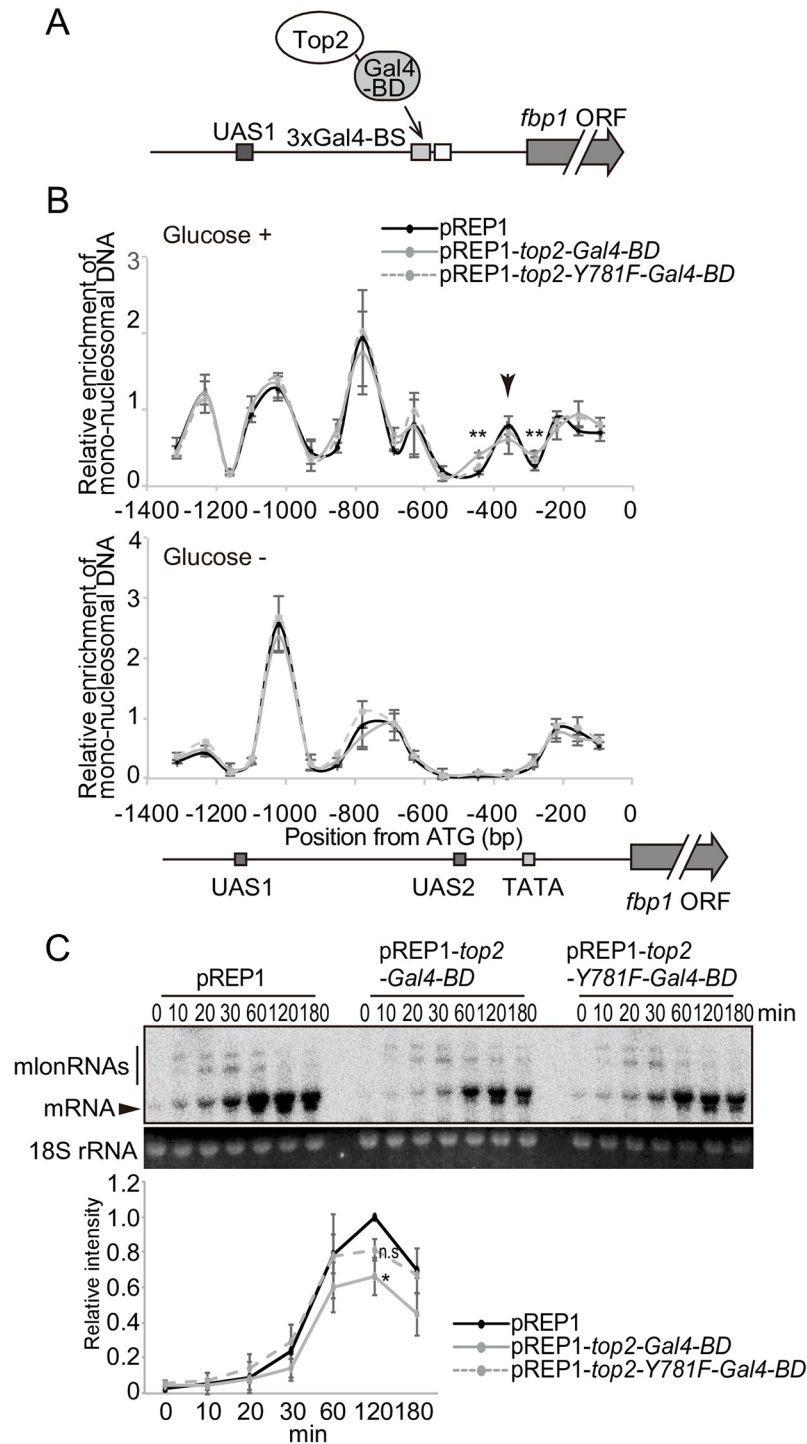 A
Top2
Gal4
-BD
UAS1
3xGal4-BS
fbp1 ORF
B
Glucose +
pREP1
pREP1-top2-Gal4-BD
pREP1-top2-Y781F-Gal4-BD
Relative enrichment of
mono-nucleosomal DNA
3
2
1
0
** **
-1400 -1200 -1000 -800 -600 -400 -200 0
Glucose -
Relative enrichment of
mono-nucleosomal DNA
4
3
2
1
0
-1400 -1200 -1000 -800 -600 -400 -200 0
Position from ATG (bp)
UAS1 UAS2 TATA
fbp1 ORF
C
pREP1
pREP1-top2
-Gal4-BD
pREP1-top2
-Y781F-Gal4-BD
0 10 20 30 60 120 180 0 10 20 30 60 120 180 0 10 20 30 60 120 180 min
mlonRNAs
mRNA
18S rRNA
Relative intensity
1.2
1.0
0.8
0.6
0.4
0.2
0
n.s
*
0 10 20 30 60 120 180
min
pREP1
pREP1-top2-Gal4-BD
pREP1-top2-Y781F-Gal4-BD